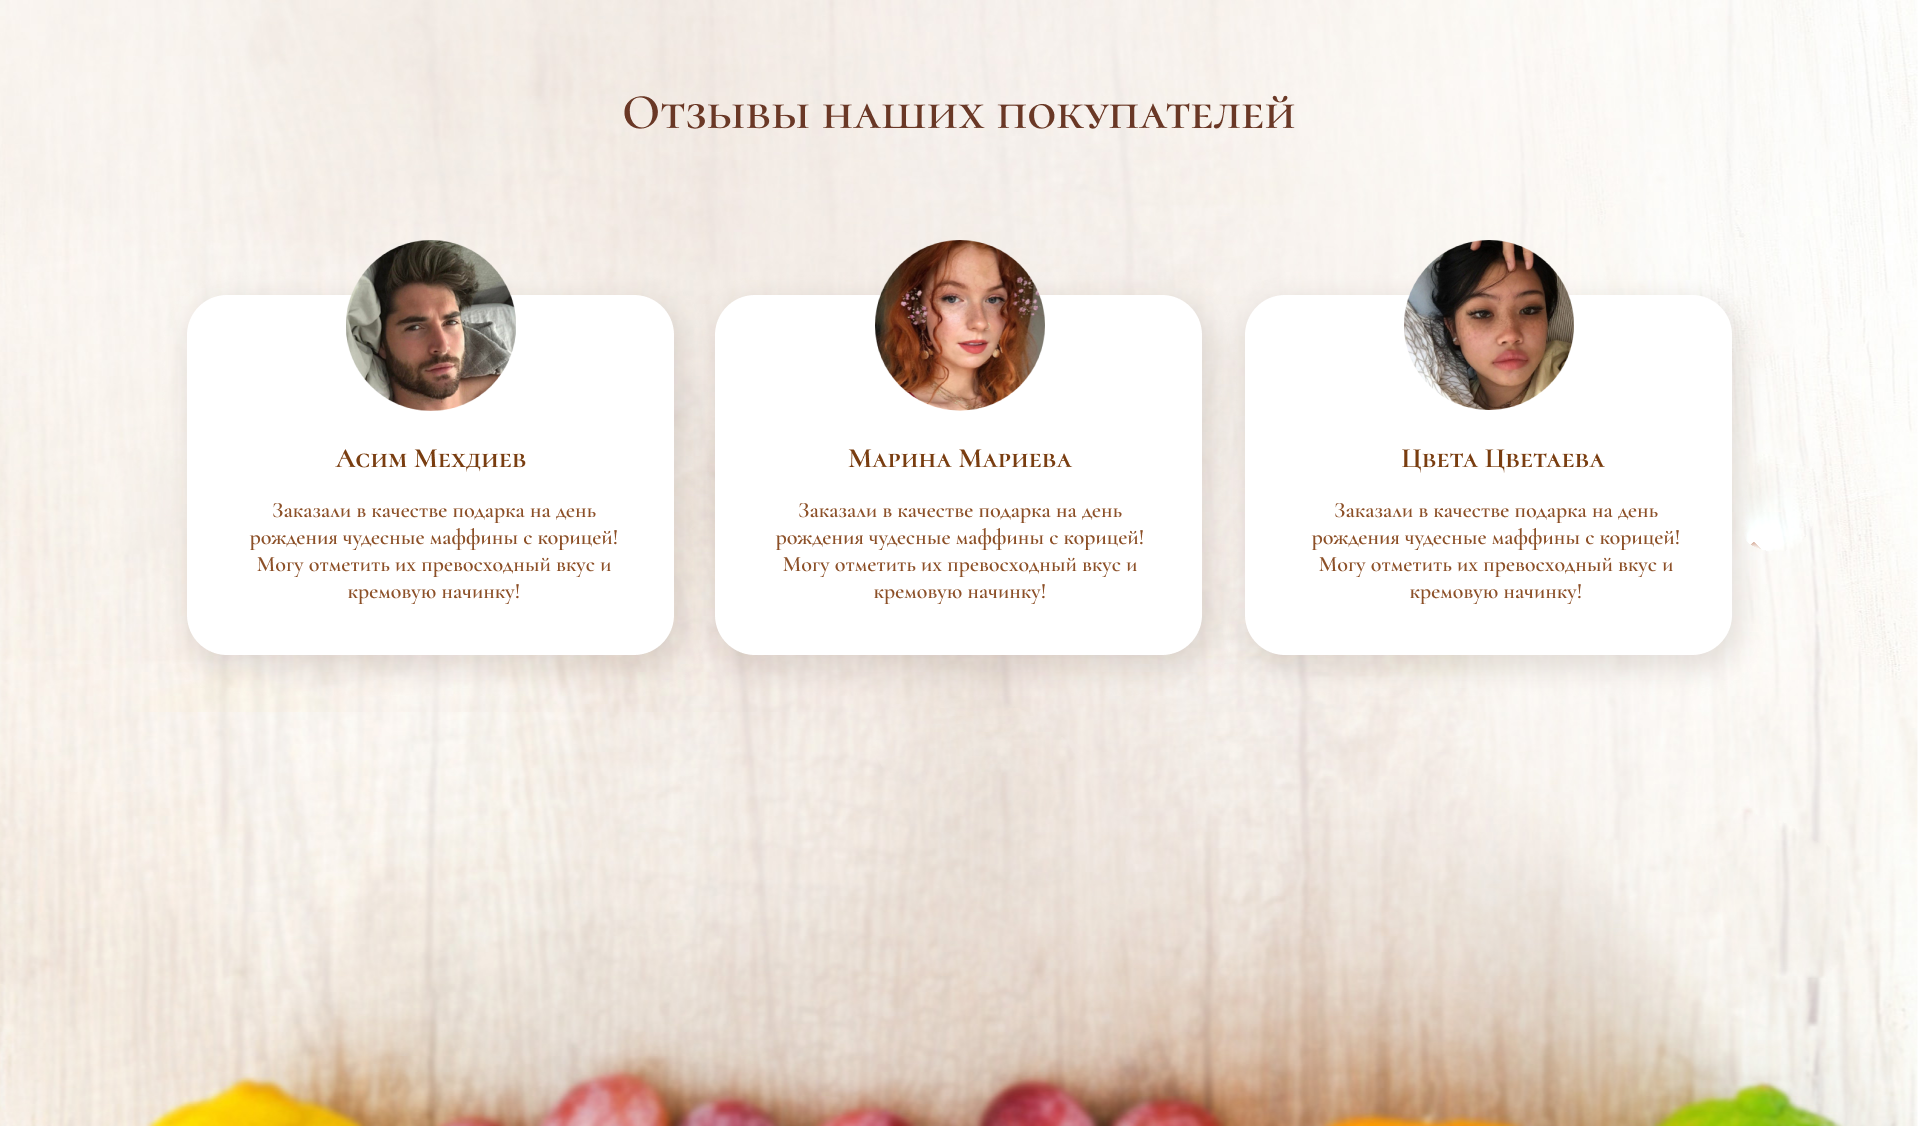 Отзывы наших покупателей
Асим Мехдиев
Заказали в качестве подарка на день
рождения чудесные маффины с корицей!
Могу отметить их превосходный вкус и
кремовую начинку!
Марина Мариева
Заказали в качестве подарка на день
рождения чудесные маффины с корицей!
Могу отметить их превосходный вкус и
кремовую начинку!
Цвета Цветаева
Заказали в качестве подарка на день
рождения чудесные маффины с корицей!
Могу отметить их превосходный вкус и
кремовую начинку!